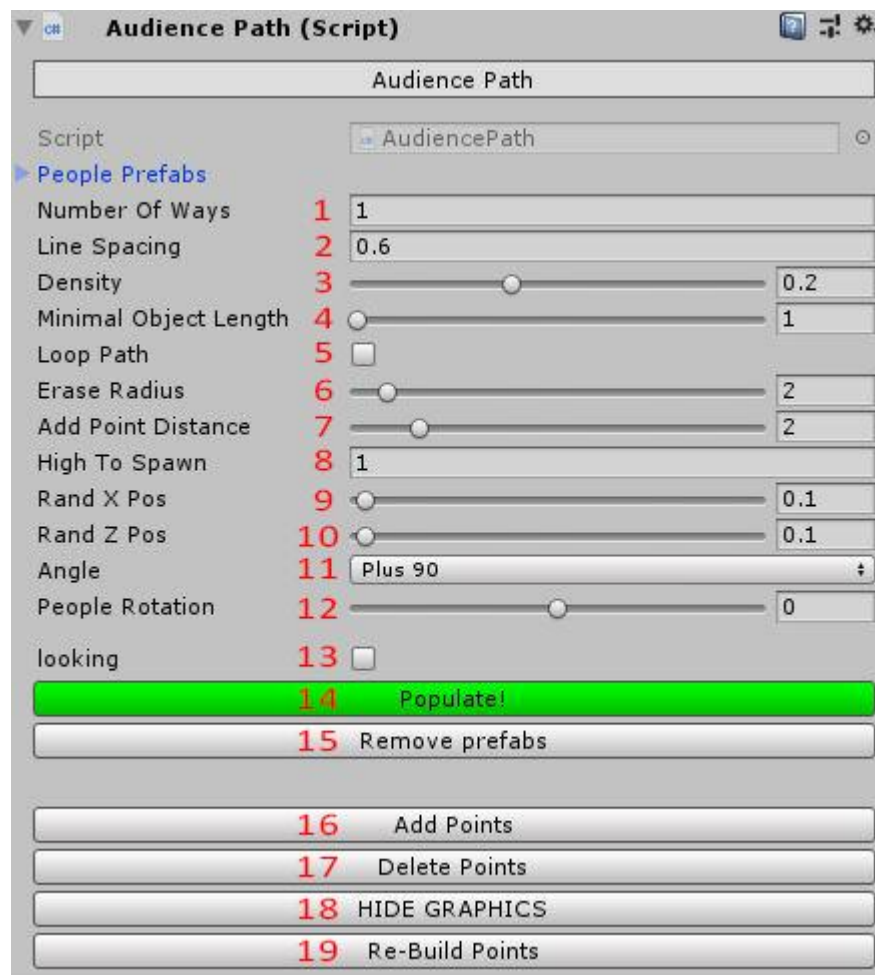 c# Audience Path (Script)
Audience Path
Script AudiencePath
People Prefabs
Number Of Ways 1 1
Line Spacing 2 0.6
Density 3 0.2
Minimal Object Length 4 1
Loop Path 5
Erase Radius 6 2
Add Point Distance 7 2
High To Spawn 8 1
Rand X Pos 9 0.1
Rand Z Pos 10 0.1
Angle 11 Plus 90
People Rotation 12 0
looking 13
14 Populate!
15 Remove prefabs
16 Add Points
17 Delete Points
18 HIDE GRAPHICS
19 Re-Build Points